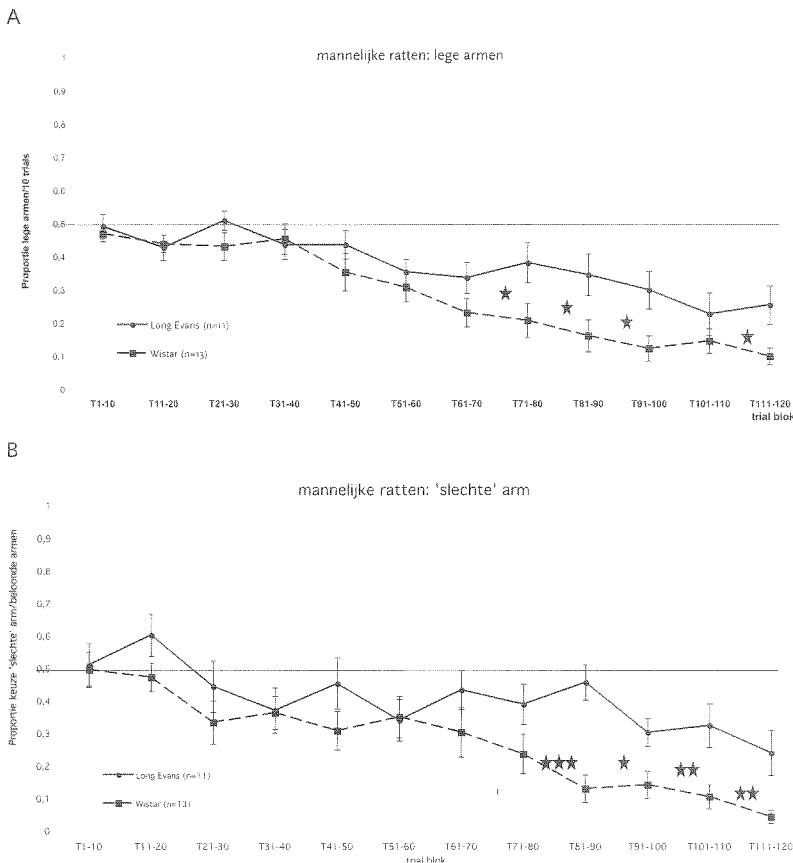 A
mannelijke ratten: lege armen
Proportie lege armen/10 trials
1
0,9
0,8
0,7
0,6
0,5
0,4
0,3
0,2
0,1
0
Long Evans (n=11)
Wistar (n=13)
T1-10 T11-20 T21-30 T31-40 T41-50 T51-60 T61-70 T71-80 T81-90 T91-100 T101-110 T111-120
trial blok
B
mannelijke ratten: 'slechte' arm
Proportie keuze 'slechte' arm/beloonde armen
1
0,9
0,8
0,7
0,6
0,5
0,4
0,3
0,2
0,1
0
Long Evans (n=11)
Wistar (n=13)
t
T1-10 T11-20 T21-30 T31-40 T41-50 T51-60 T61-70 T71-80 T81-90 T91-100 T101-110 T111-120
trial blok